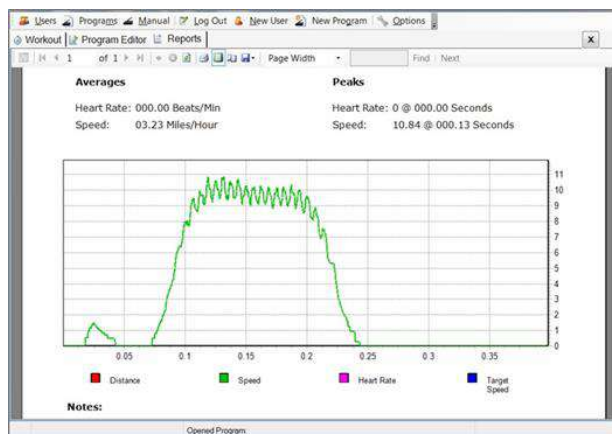 Users Programs Manual Log Out New User New Program Options
Workout Program Editor Reports x
1 of 1 Page Width Find Next
Averages Peaks
Heart Rate: 000.00 Beats/Min Heart Rate: 0 @ 000.00 Seconds
Speed: 03.23 Miles/Hour Speed: 10.84 @ 000.13 Seconds
11
10
9
8
7
6
5
4
3
2
1
0
0.05 0.1 0.15 0.2 0.25 0.3 0.35
Distance Speed Heart Rate Target
Speed
Notes:
Opened Program